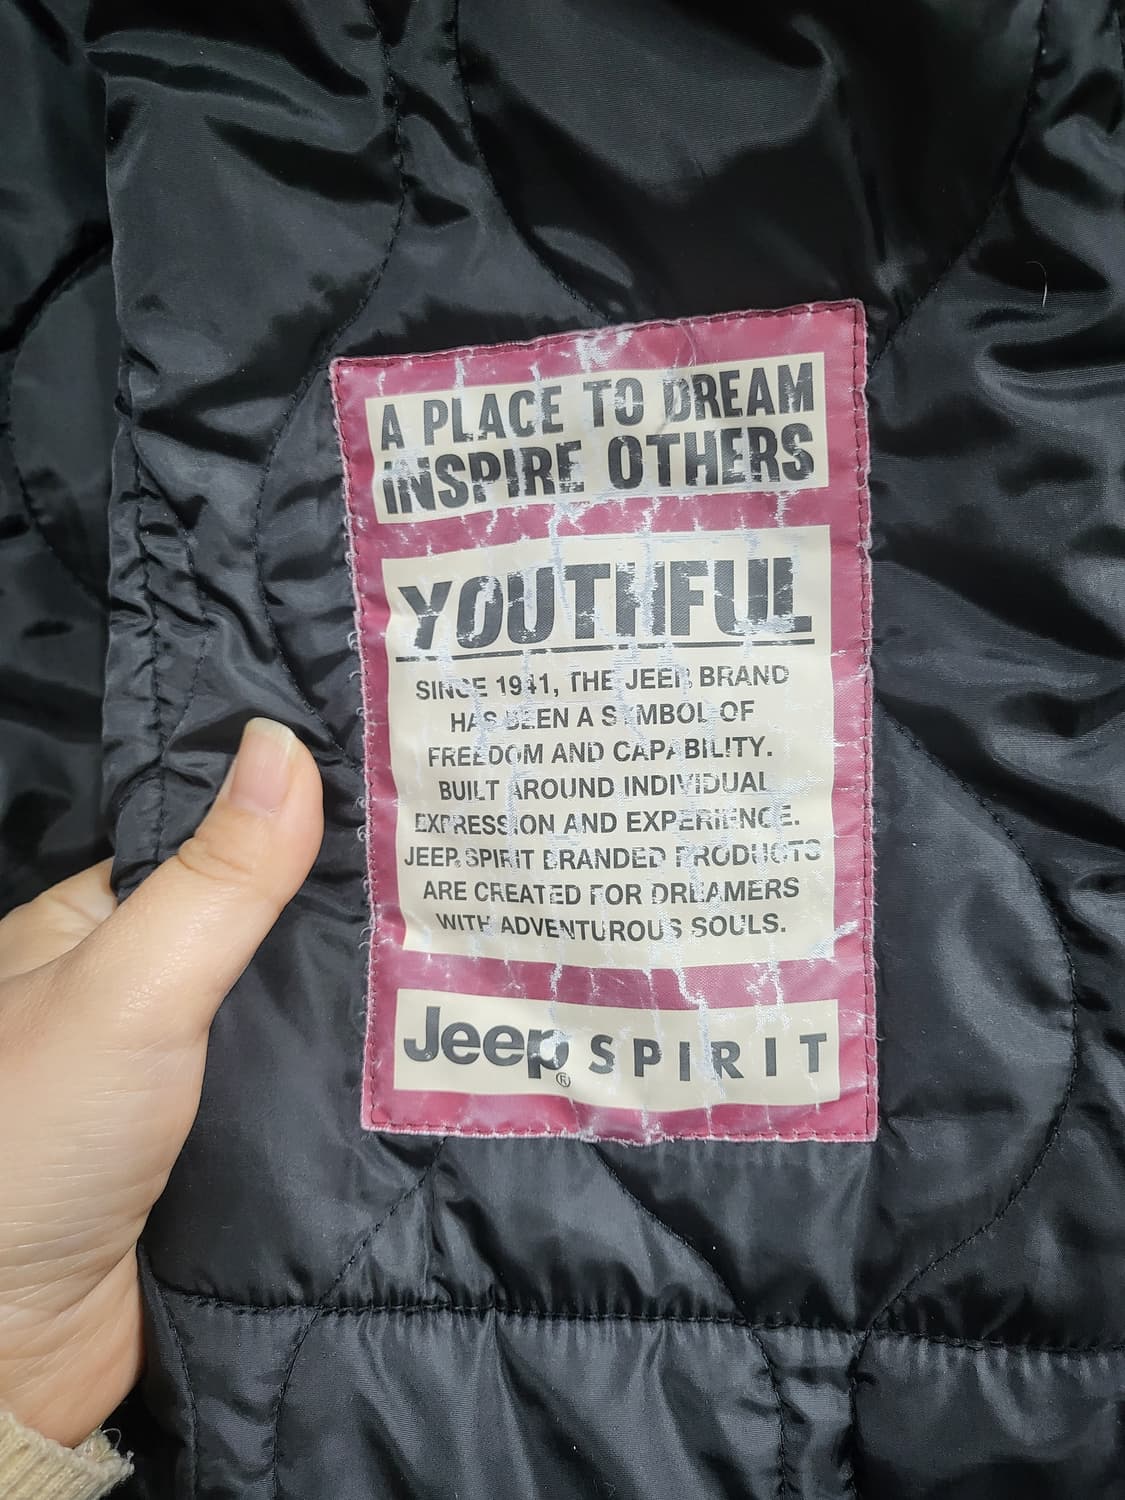 A PLACE TO DREAM
INSPIRE OTHERS
YOUTHFUL
SINCE 1941, THE JEEP BRAND
HAS BEEN A SYMBOL OF
FREEDOM AND CAPABILITY.
BUILT AROUND INDIVIDUAL
EXPRESSION AND EXPERIENCE.
JEEP SPIRIT BRANDED PRODUCTS
ARE CREATED FOR DREAMERS
WITH ADVENTUROUS SOULS.
Jeep® SPIRIT